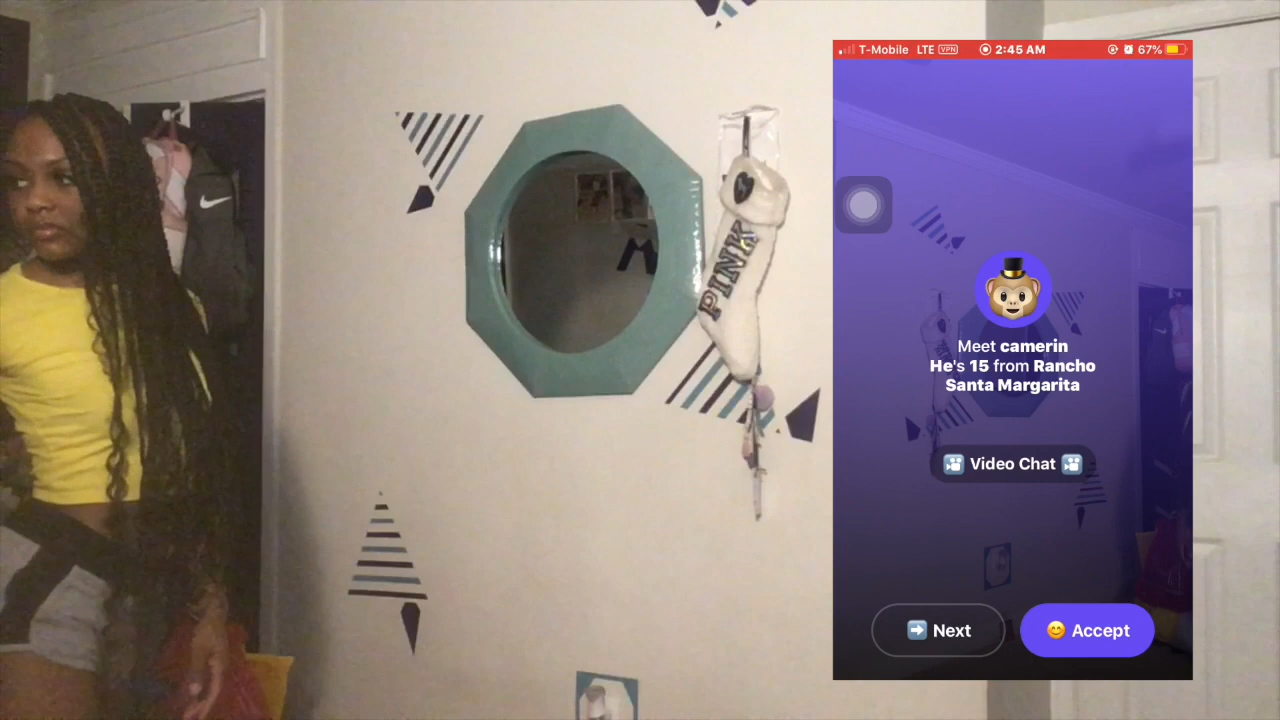 T-Mobile LTE VPN 2:45 AM 67%
PINK
Meet camerin
He's 15 from Rancho
Santa Margarita
Video Chat
Next
Accept